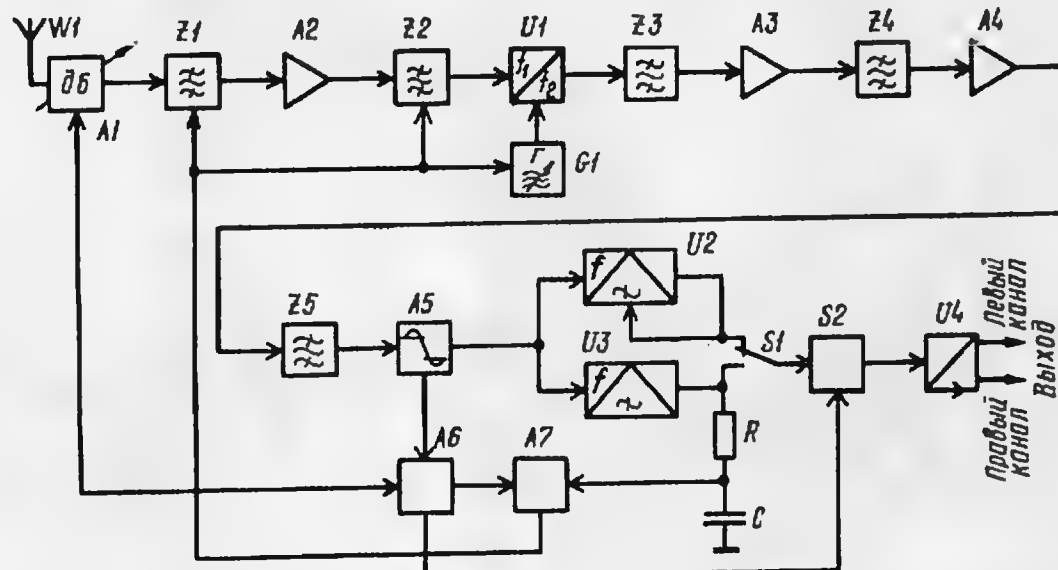 W1
Z1
A2
Z2
U1
Z3
A3
Z4
A4
дБ
f₁
f₂
A1
Г
G1
U2
f
Z5
A5
U3
f
S1
S2
U4
Левый
канал
Выход
Правый
канал
R
A6
A7
C